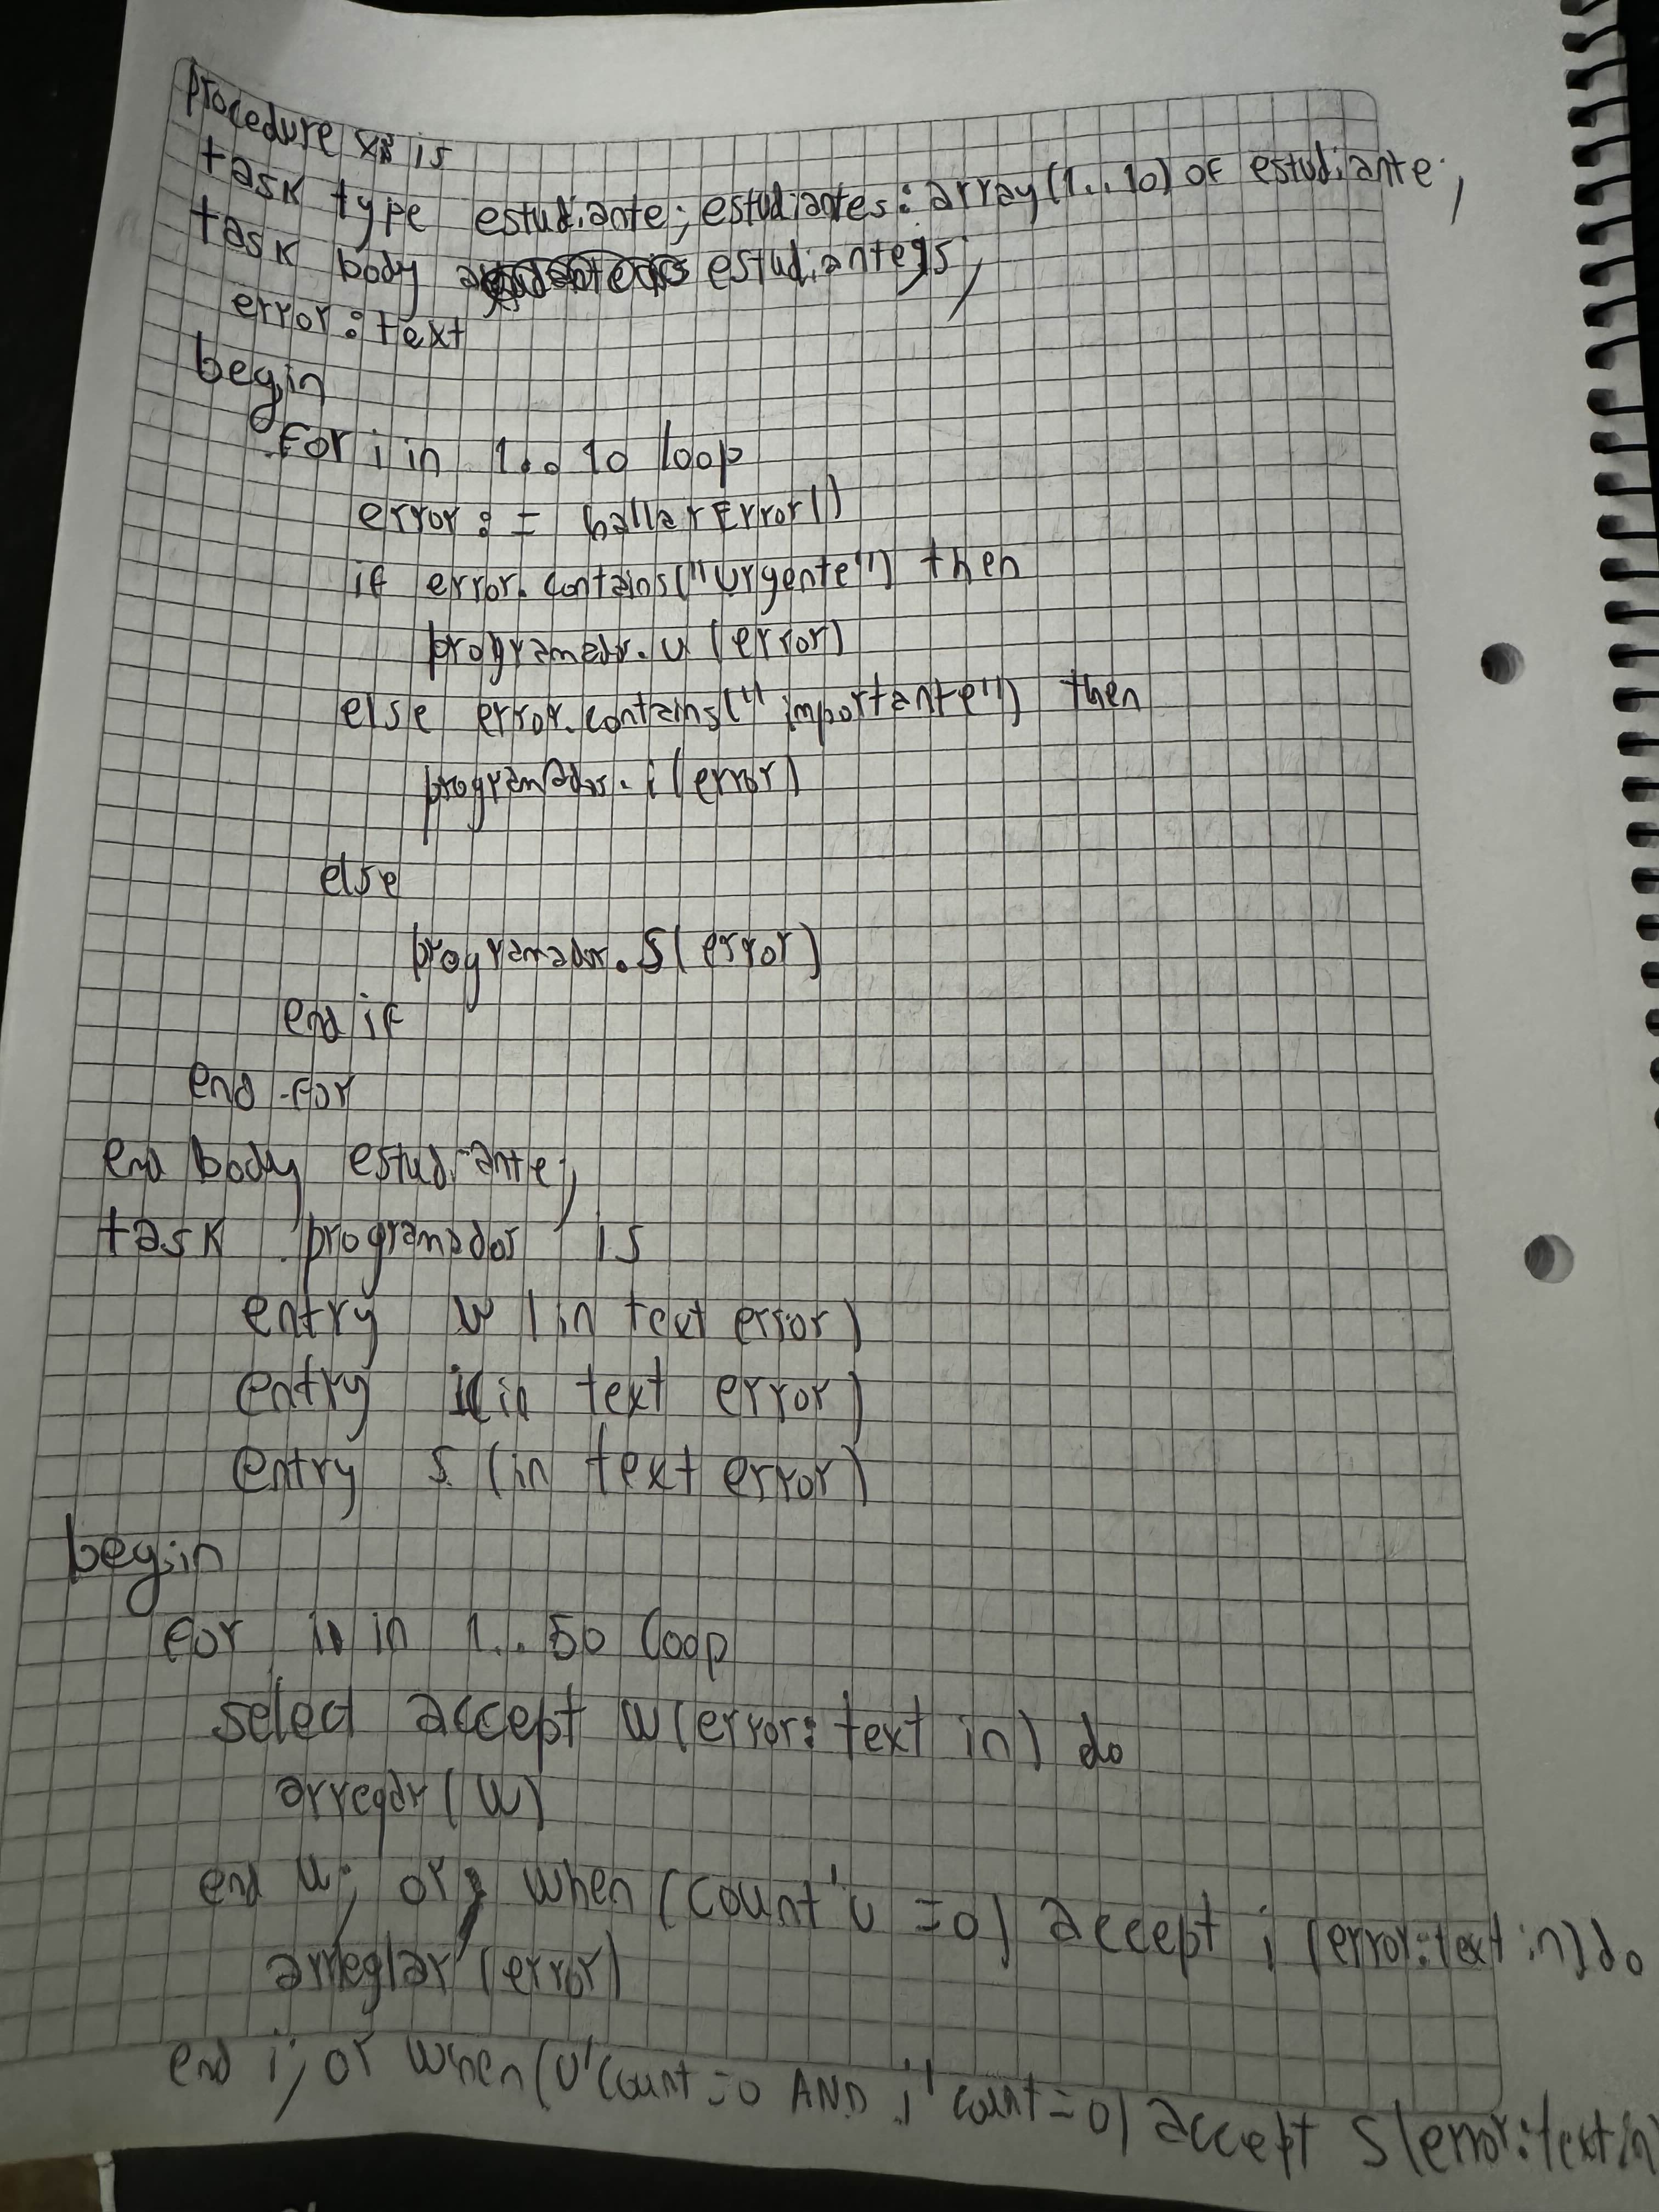 procedure is
task type estudiante; estudiantes: array(1..10) of estudiante;
task body estudiante is;
error: text
begin
for i in 1..10 loop
error := hallarError()
if error.contains("Urgente") then
programador.u (error)
else error.contains("importante") then
programador.i (error)
else
programador.S(error)
end if
end for
end body estudiante;
task programador is
entry u (in text error)
entry i(in text error)
entry s (in text error)
begin
for i in 1..50 loop
select accept u(error: text in) do
arreglar(u)
end u; or when (count'u =0) accept i (error:text in) do
arreglar (error)
end i; or when (u'count=0 AND i'count=0) accept s(error:text in